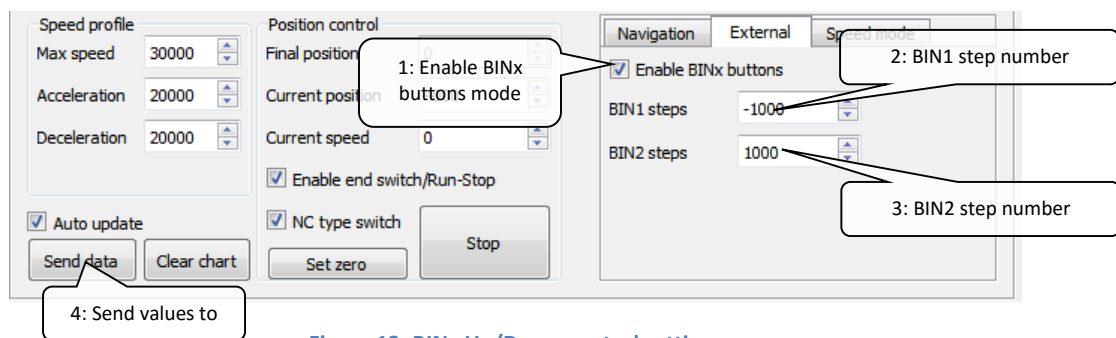 Speed profile
Max speed 30000
Acceleration 20000
Deceleration 20000
Auto update
Send data Clear chart
Position control
Final position 0
Current position
Current speed 0
Enable end switch/Run-Stop
NC type switch
Set zero Stop
Navigation External Speed mode
Enable BINx buttons
BIN1 steps -1000
BIN2 steps 1000
1: Enable BINx
buttons mode
2: BIN1 step number
3: BIN2 step number
4: Send values to